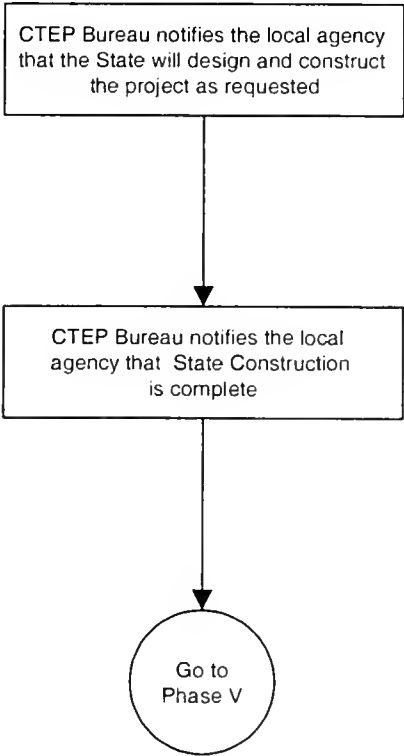 CTEP Bureau notifies the local agency
that the State will design and construct
the project as requested
CTEP Bureau notifies the local
agency that State Construction
is complete
Go to
Phase V